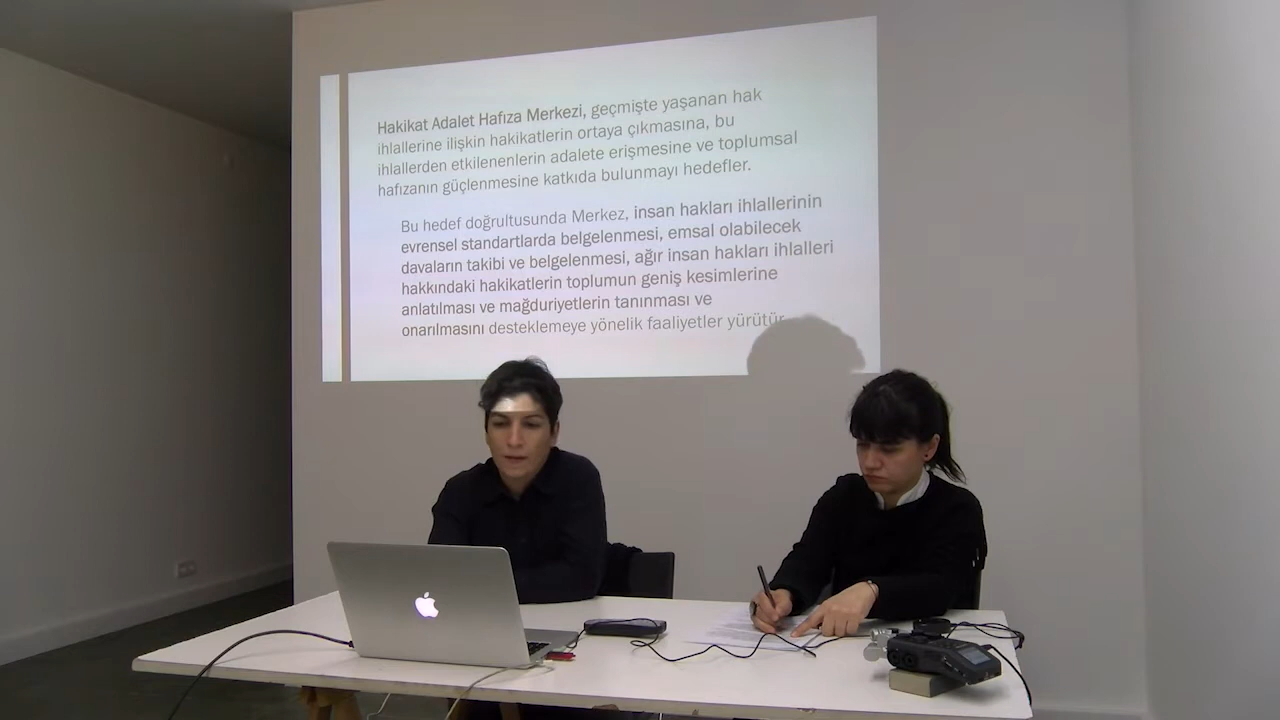 Hakikat Adalet Hafıza Merkezi, geçmişte yaşanan hak
ihlallerine ilişkin hakikatlerin ortaya çıkmasına, bu
ihlallerden etkilenenlerin adalete erişmesine ve toplumsal
hafızanın güçlenmesine katkıda bulunmayı hedefler.
Bu hedef doğrultusunda Merkez, insan hakları ihlallerinin
evrensel standartlarda belgelenmesi, emsal olabilecek
davaların takibi ve belgelenmesi, ağır insan hakları ihlalleri
hakkındaki hakikatlerin toplumun geniş kesimlerine
anlatılması ve mağduriyetlerin tanınması ve
onarılmasını desteklemeye yönelik faaliyetler yürütür.